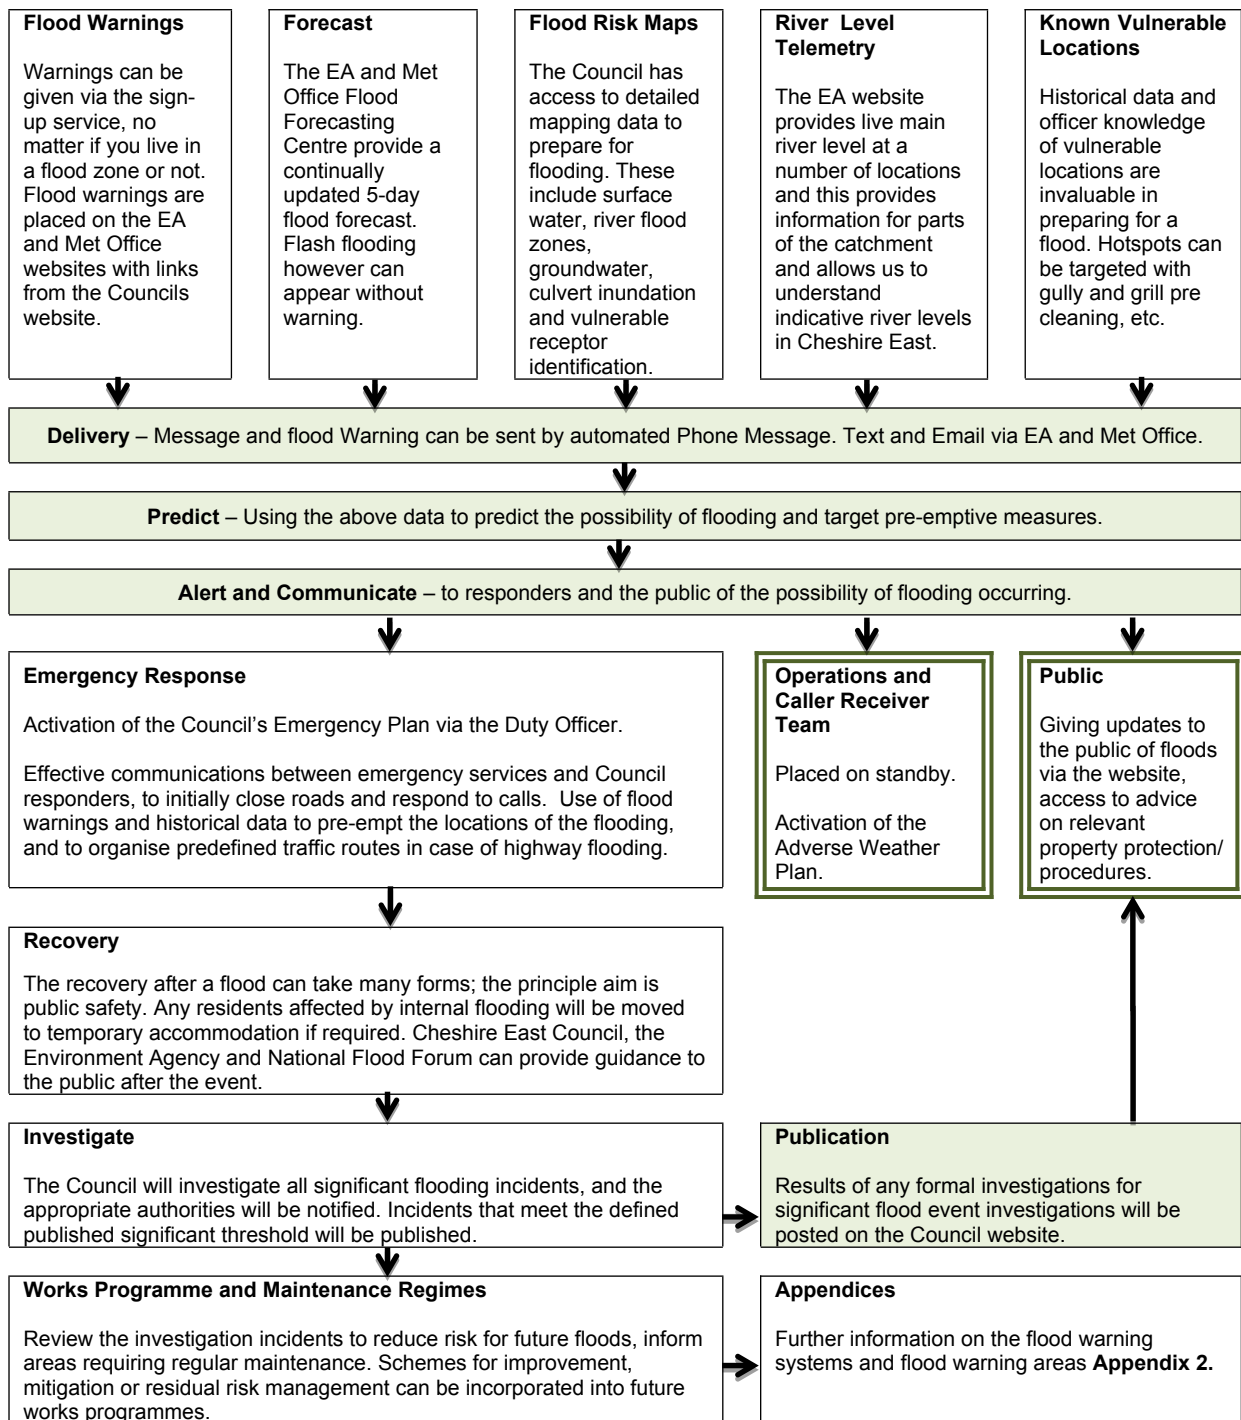 Flood Warnings
Warnings can be
given via the sign-
up service, no
matter if you live in
a flood zone or not.
Flood warnings are
placed on the EA
and Met Office
websites with links
from the Councils
website.
Forecast
The EA and Met
Office Flood
Forecasting
Centre provide a
continually
updated 5-day
flood forecast.
Flash flooding
however can
appear without
warning.
Flood Risk Maps
The Council has
access to detailed
mapping data to
prepare for
flooding. These
include surface
water, river flood
zones,
groundwater,
culvert inundation
and vulnerable
receptor
identification.
River Level
Telemetry
The EA website
provides live main
river level at a
number of locations
and this provides
information for parts
of the catchment
and allows us to
understand
indicative river levels
in Cheshire East.
Known Vulnerable
Locations
Historical data and
officer knowledge
of vulnerable
locations are
invaluable in
preparing for a
flood. Hotspots can
be targeted with
gully and grill pre
cleaning, etc.
Delivery – Message and flood Warning can be sent by automated Phone Message. Text and Email via EA and Met Office.
Predict – Using the above data to predict the possibility of flooding and target pre-emptive measures.
Alert and Communicate – to responders and the public of the possibility of flooding occurring.
Emergency Response
Activation of the Council's Emergency Plan via the Duty Officer.
Effective communications between emergency services and Council
responders, to initially close roads and respond to calls. Use of flood
warnings and historical data to pre-empt the locations of the flooding,
and to organise predefined traffic routes in case of highway flooding.
Operations and
Caller Receiver
Team
Placed on standby.
Activation of the
Adverse Weather
Plan.
Public
Giving updates to
the public of floods
via the website,
access to advice
on relevant
property protection/
procedures.
Recovery
The recovery after a flood can take many forms; the principle aim is
public safety. Any residents affected by internal flooding will be moved
to temporary accommodation if required. Cheshire East Council, the
Environment Agency and National Flood Forum can provide guidance to
the public after the event.
Investigate
The Council will investigate all significant flooding incidents, and the
appropriate authorities will be notified. Incidents that meet the defined
published significant threshold will be published.
Publication
Results of any formal investigations for
significant flood event investigations will be
posted on the Council website.
Works Programme and Maintenance Regimes
Review the investigation incidents to reduce risk for future floods, inform
areas requiring regular maintenance. Schemes for improvement,
mitigation or residual risk management can be incorporated into future
works programmes.
Appendices
Further information on the flood warning
systems and flood warning areas Appendix 2.